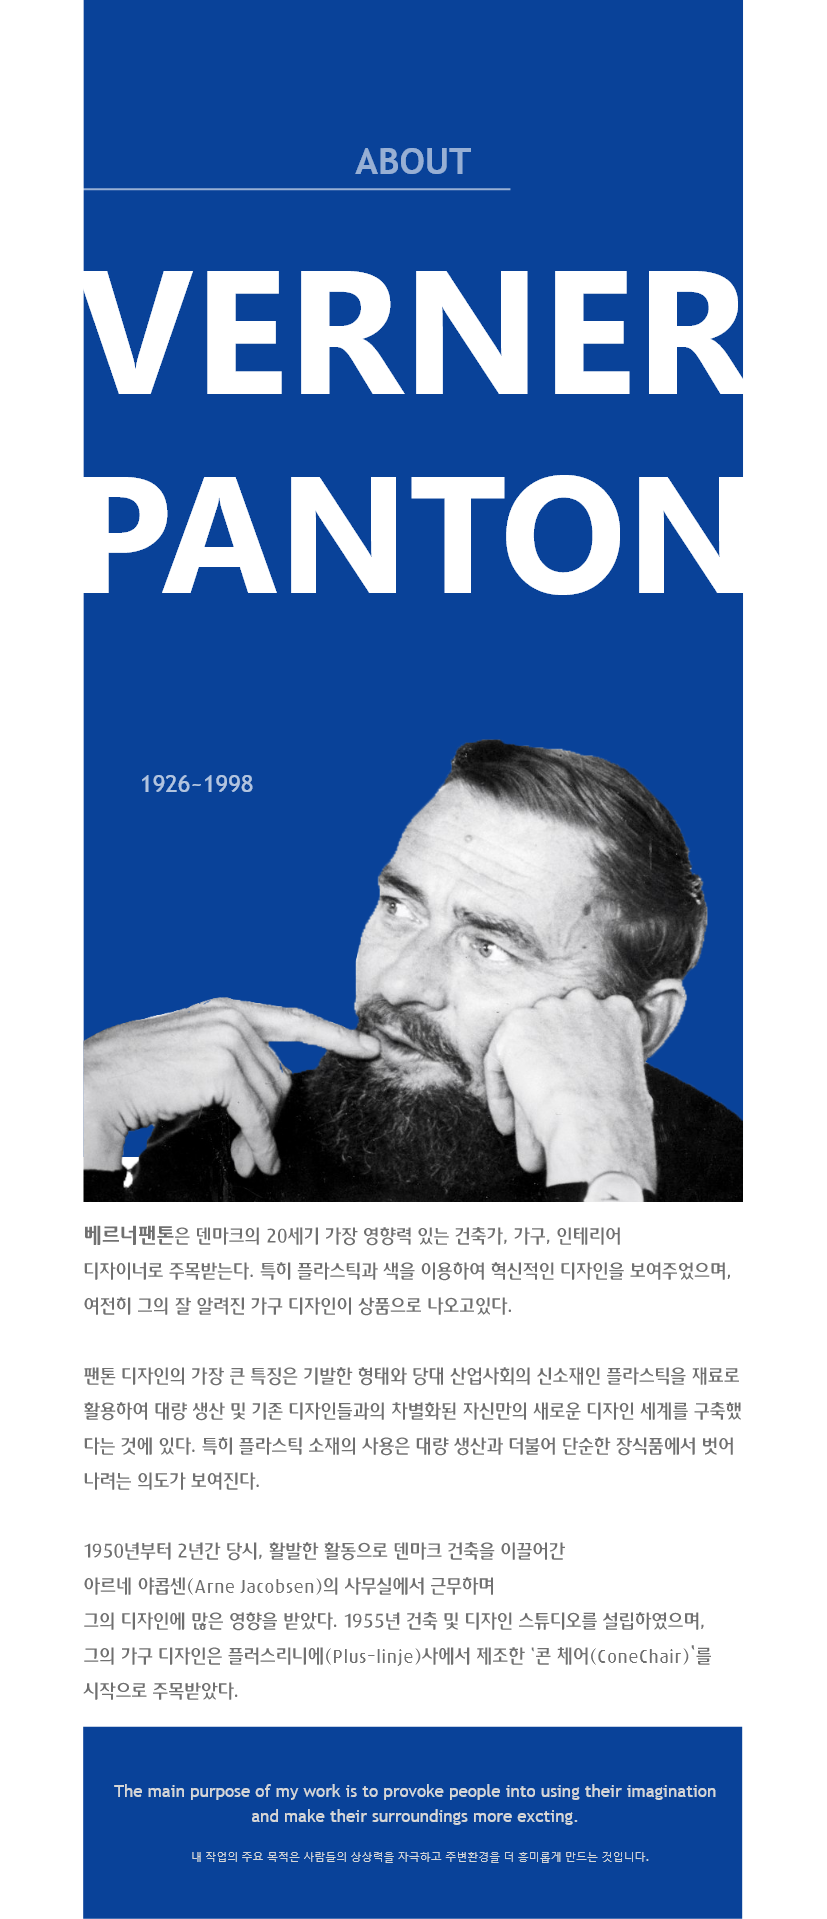 ABOUT
VERNER
PANTON
1926-1998
베르너팬톤은 덴마크의 20세기 가장 영향력 있는 건축가, 가구, 인테리어
디자이너로 주목받는다. 특히 플라스틱과 색을 이용하여 혁신적인 디자인을 보여주었으며,
여전히 그의 잘 알려진 가구 디자인이 상품으로 나오고있다.
팬톤 디자인의 가장 큰 특징은 기발한 형태와 당대 산업사회의 신소재인 플라스틱을 재료로
활용하여 대량 생산 및 기존 디자인들과의 차별화된 자신만의 새로운 디자인 세계를 구축했
다는 것에 있다. 특히 플라스틱 소재의 사용은 대량 생산과 더불어 단순한 장식품에서 벗어
나려는 의도가 보여진다.
1950년부터 2년간 당시, 활발한 활동으로 덴마크 건축을 이끌어간
아르네 야콥센(Arne Jacobsen)의 사무실에서 근무하며
그의 디자인에 많은 영향을 받았다. 1955년 건축 및 디자인 스튜디오를 설립하였으며,
그의 가구 디자인은 플러스리니에(Plus-linje)사에서 제조한 '콘 체어(ConeChair)'를
시작으로 주목받았다.
The main purpose of my work is to provoke people into using their imagination
and make their surroundings more excting.
내 작업의 주요 목적은 사람들의 상상력을 자극하고 주변환경을 더 흥미롭게 만드는 것입니다.